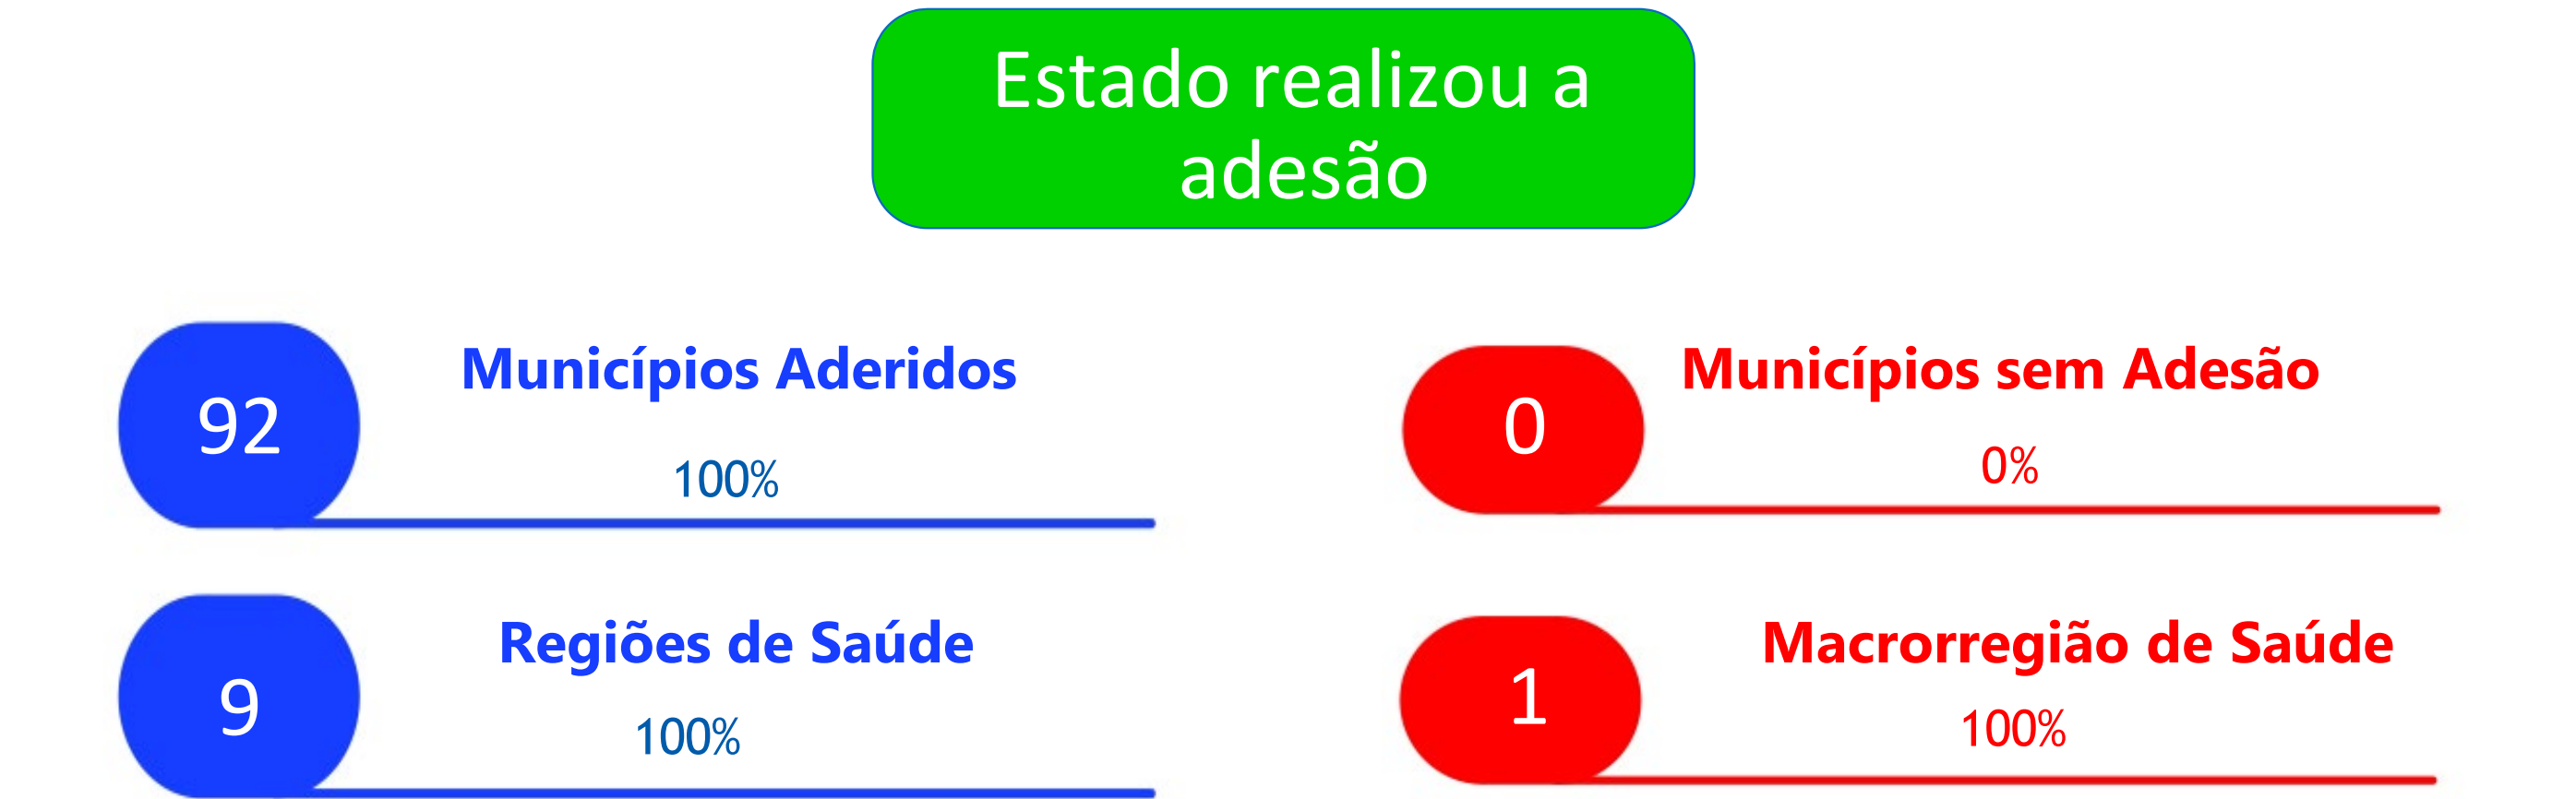 Estado realizou a
adesão
92
Municípios Aderidos
100%
0
Municípios sem Adesão
0%
9
Regiões de Saúde
100%
1
Macrorregião de Saúde
100%